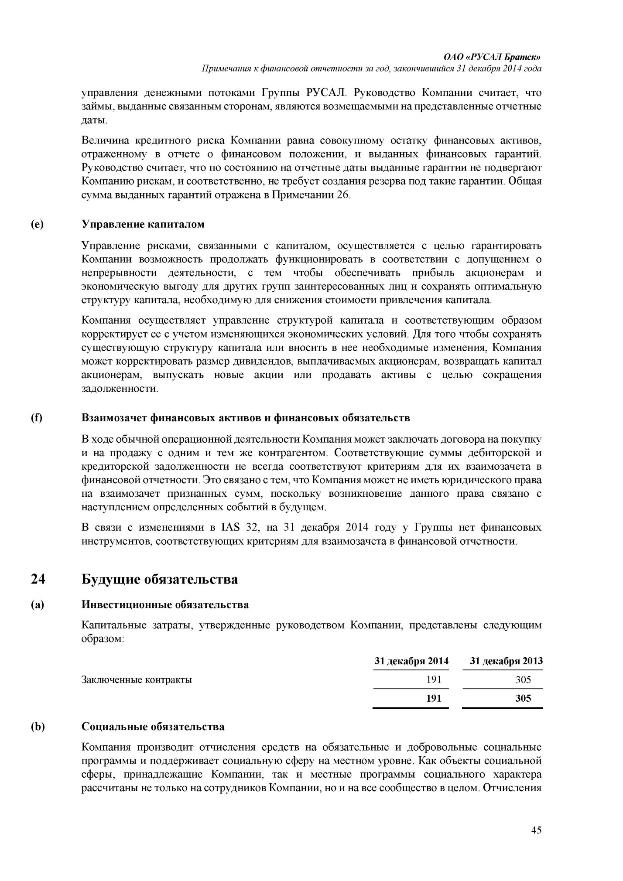 ОАО «РУСАЛ Братск»
Примечания к финансовой отчетности за год, закончившийся 31 декабря 2014 года
управления денежными потоками Группы РУСАЛ. Руководство Компании считает, что
займы, выданные связанным сторонам, являются возмещаемыми на представленные отчетные
даты.
Величина кредитного риска Компании равна совокупному остатку финансовых активов,
отраженному в отчете о финансовом положении, и выданных финансовых гарантий.
Руководство считает, что по состоянию на отчетные даты выданные гарантии не подвергают
Компанию рискам, и соответственно, не требует создания резерва под такие гарантии. Общая
сумма выданных гарантий отражена в Примечании 26.
(e) Управление капиталом
Управление рисками, связанными с капиталом, осуществляется с целью гарантировать
Компании возможность продолжать функционировать в соответствии с допущением о
непрерывности деятельности, с тем чтобы обеспечивать прибыль акционерам и
экономическую выгоду для других групп заинтересованных лиц и сохранять оптимальную
структуру капитала, необходимую для снижения стоимости привлечения капитала.
Компания осуществляет управление структурой капитала и соответствующим образом
корректирует ее с учетом изменяющихся экономических условий. Для того чтобы сохранять
существующую структуру капитала или вносить в нее необходимые изменения, Компания
может корректировать размер дивидендов, выплачиваемых акционерам, возвращать капитал
акционерам, выпускать новые акции или продавать активы с целью сокращения
задолженности.
(f) Взаимозачет финансовых активов и финансовых обязательств
В ходе обычной операционной деятельности Компания может заключать договора на покупку
и на продажу с одним и тем же контрагентом. Соответствующие суммы дебиторской и
кредиторской задолженности не всегда соответствуют критериям для их взаимозачета в
финансовой отчетности. Это связано с тем, что Компания может не иметь юридического права
на взаимозачет признанных сумм, поскольку возникновение данного права связано с
наступлением определенных событий в будущем.
В связи с изменениями в IAS 32, на 31 декабря 2014 году у Группы нет финансовых
инструментов, соответствующих критериям для взаимозачета в финансовой отчетности.
24 Будущие обязательства
(a) Инвестиционные обязательства
Капитальные затраты, утвержденные руководством Компании, представлены следующим
образом:
31 декабря 2014 31 декабря 2013
Заключенные контракты 191 305
191 305
(b) Социальные обязательства
Компания производит отчисления средств на обязательные и добровольные социальные
программы и поддерживает социальную сферу на местном уровне. Как объекты социальной
сферы, принадлежащие Компании, так и местные программы социального характера
рассчитаны не только на сотрудников Компании, но и на все сообщество в целом. Отчисления
45